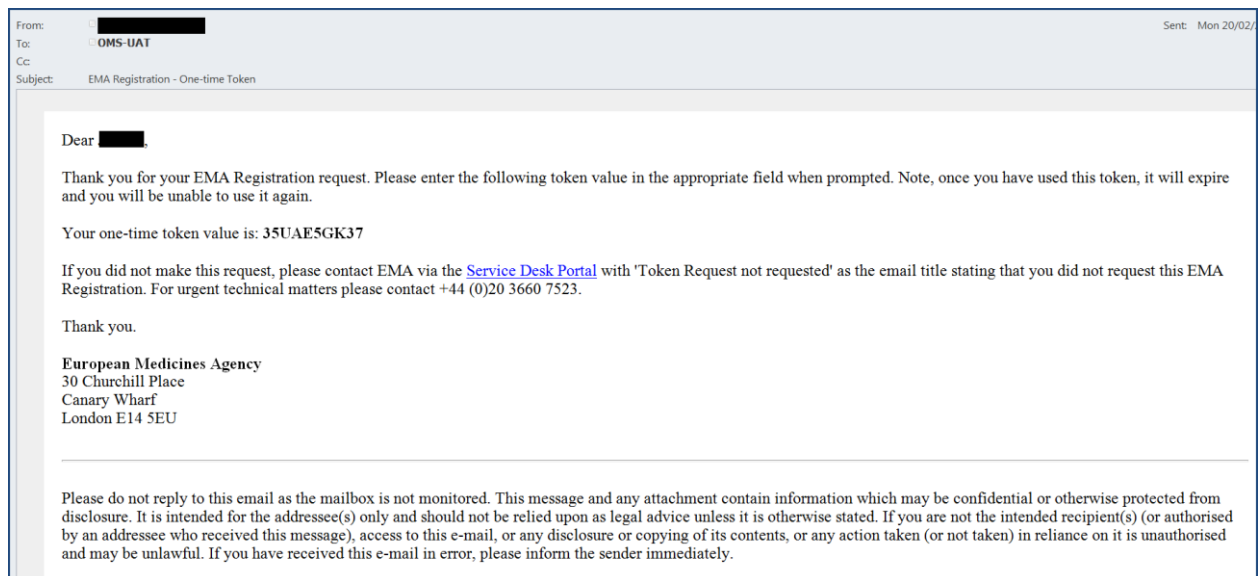 From:
Sent: Mon 20/02/
To: OMS-UAT
Cc:
Subject: EMA Registration - One-time Token
Dear ,
Thank you for your EMA Registration request. Please enter the following token value in the appropriate field when prompted. Note, once you have used this token, it will expire
and you will be unable to use it again.
Your one-time token value is: 35UAE5GK37
If you did not make this request, please contact EMA via the Service Desk Portal with 'Token Request not requested' as the email title stating that you did not request this EMA
Registration. For urgent technical matters please contact +44 (0)20 3660 7523.
Thank you.
European Medicines Agency
30 Churchill Place
Canary Wharf
London E14 5EU
Please do not reply to this email as the mailbox is not monitored. This message and any attachment contain information which may be confidential or otherwise protected from
disclosure. It is intended for the addressee(s) only and should not be relied upon as legal advice unless it is otherwise stated. If you are not the intended recipient(s) (or authorised
by an addressee who received this message), access to this e-mail, or any disclosure or copying of its contents, or any action taken (or not taken) in reliance on it is unauthorised
and may be unlawful. If you have received this e-mail in error, please inform the sender immediately.